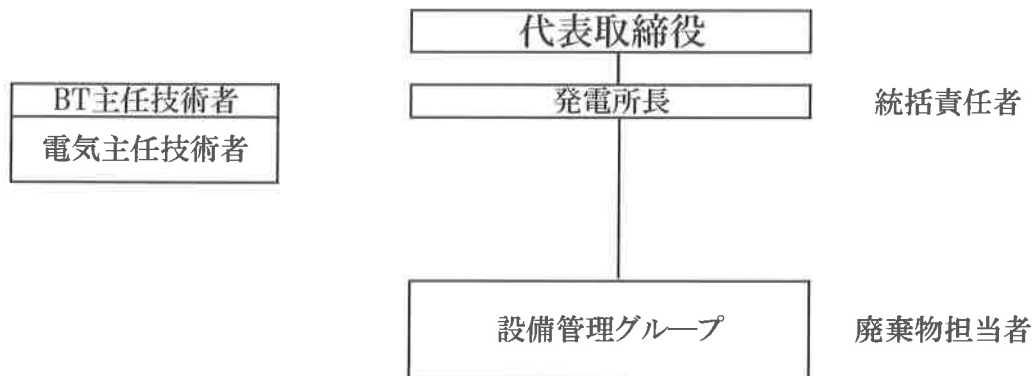 代表取締役
BT主任技術者
発電所長
統括責任者
電気主任技術者
設備管理グループ
廃棄物担当者